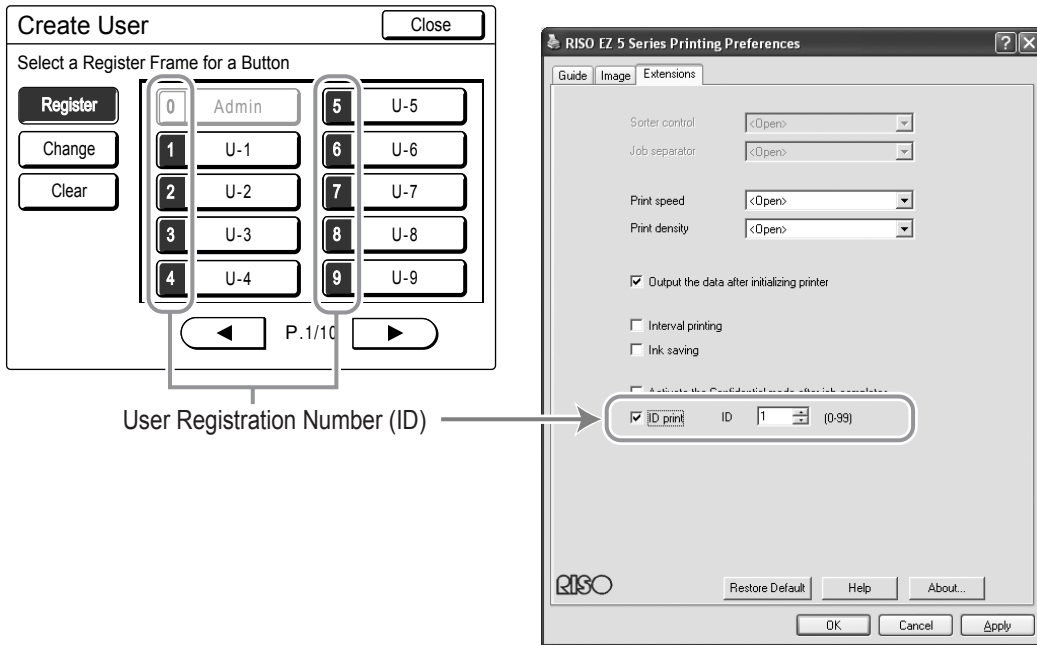 Create User
Close
Select a Register Frame for a Button
Register
Change
Clear
0 Admin
1 U-1
2 U-2
3 U-3
4 U-4
5 U-5
6 U-6
7 U-7
8 U-8
9 U-9
P.1/10
User Registration Number (ID)
RISO EZ 5 Series Printing Preferences
Guide
Image
Extensions
Sorter control <Open>
Job separator <Open>
Print speed <Open>
Print density <Open>
Output the data after initializing printer
Interval printing
Ink saving
Activate the Confidential mode after job completes
ID print ID 1 (0-99)
RISO
Restore Default
Help
About...
OK
Cancel
Apply